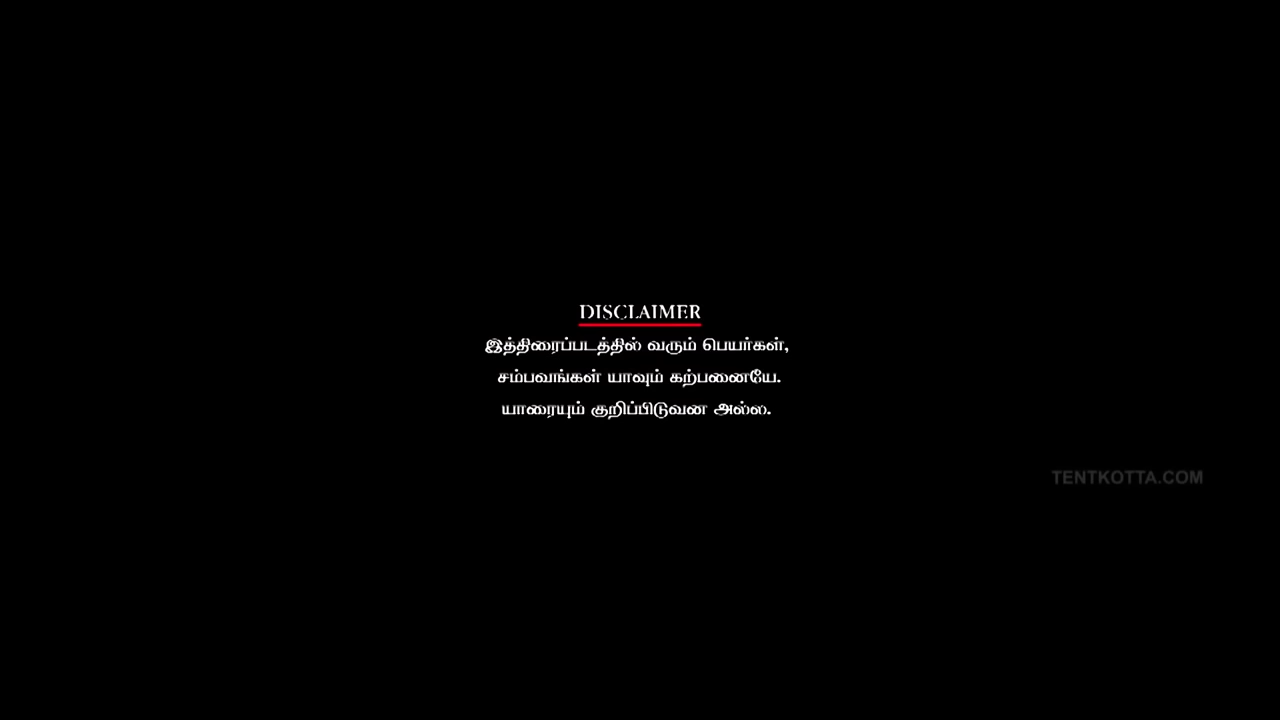 DISCLAIMER
இத்திரைப்படத்தில் வரும் பெயர்கள்,
சம்பவங்கள் யாவும் கற்பனையே.
யாரையும் குறிப்பிடுவன அல்ல.
TENTKOTTA.COM